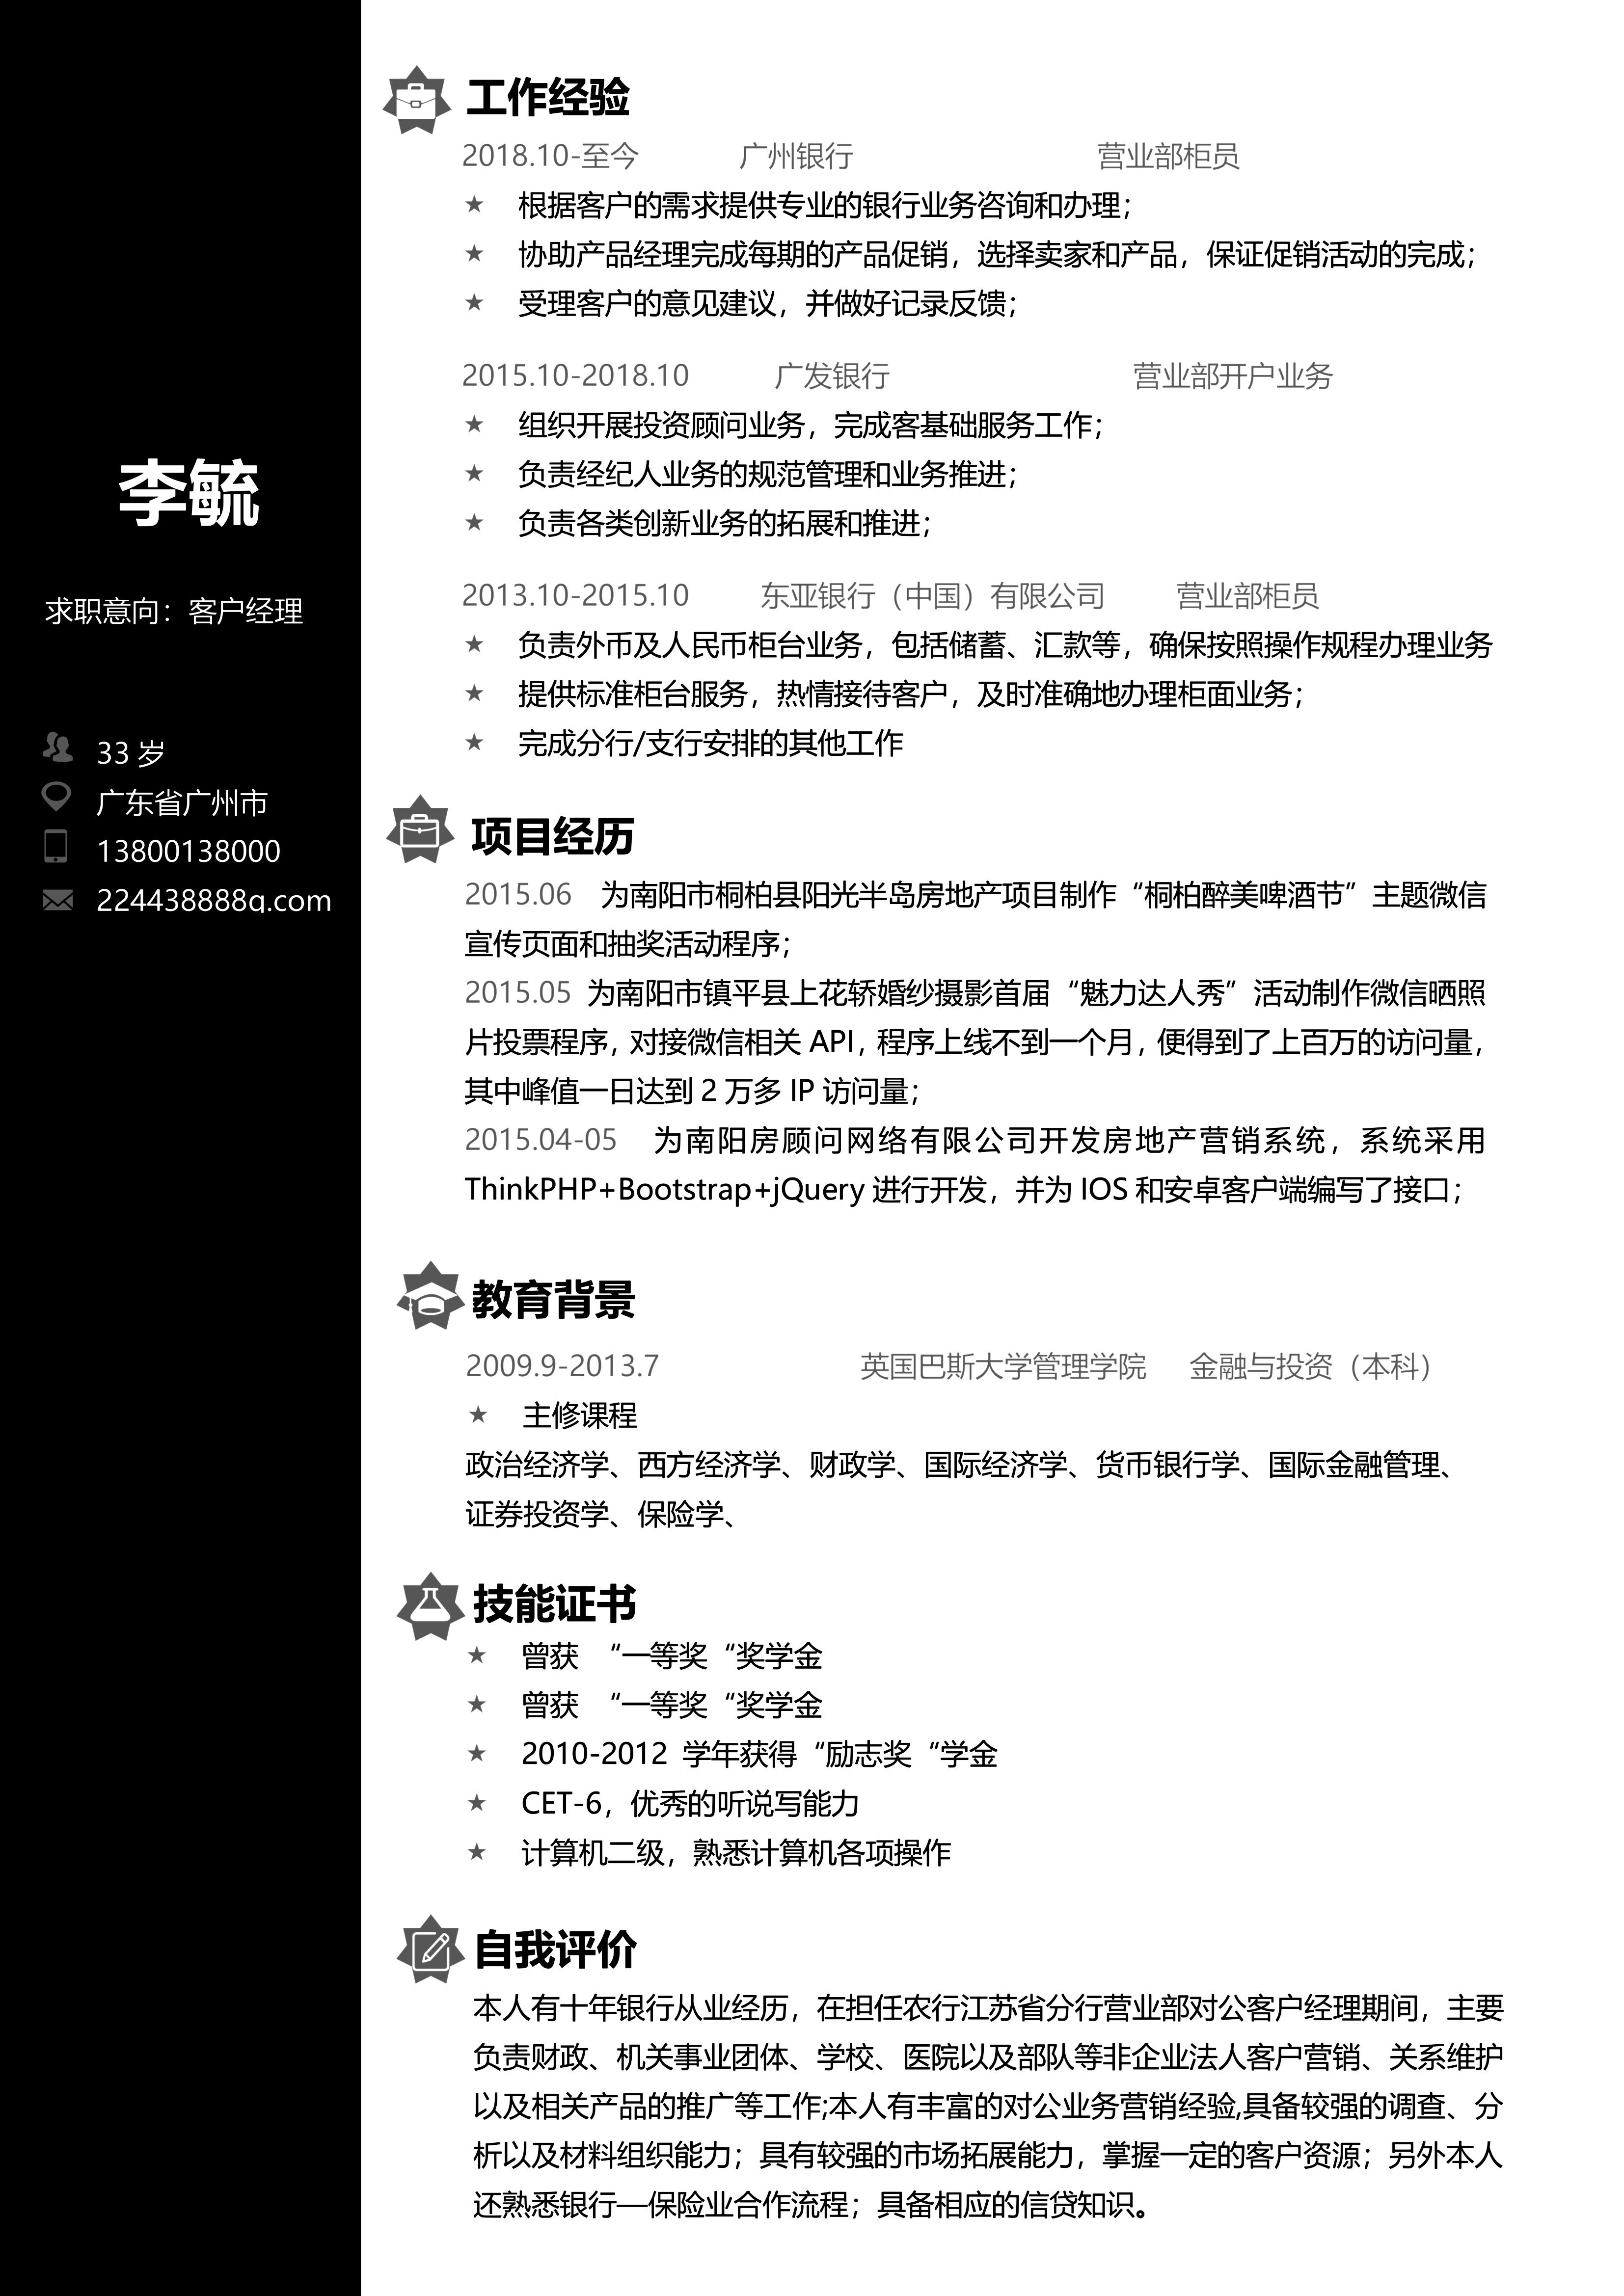 李毓
求职意向：客户经理
33 岁
广东省广州市
13800138000
224438888q.com
工作经验
2018.10-至今 广州银行 营业部柜员
★ 根据客户的需求提供专业的银行业务咨询和办理；
★ 协助产品经理完成每期的产品促销，选择卖家和产品，保证促销活动的完成；
★ 受理客户的意见建议，并做好记录反馈；
2015.10-2018.10 广发银行 营业部开户业务
★ 组织开展投资顾问业务，完成客基础服务工作；
★ 负责经纪人业务的规范管理和业务推进；
★ 负责各类创新业务的拓展和推进；
2013.10-2015.10 东亚银行（中国）有限公司 营业部柜员
★ 负责外币及人民币柜台业务，包括储蓄、汇款等，确保按照操作规程办理业务
★ 提供标准柜台服务，热情接待客户，及时准确地办理柜面业务；
★ 完成分行/支行安排的其他工作
项目经历
2015.06 为南阳市桐柏县阳光半岛房地产项目制作“桐柏醉美啤酒节”主题微信
宣传页面和抽奖活动程序；
2015.05 为南阳市镇平县上花轿婚纱摄影首届“魅力达人秀”活动制作微信晒照
片投票程序，对接微信相关 API，程序上线不到一个月，便得到了上百万的访问量，
其中峰值一日达到 2 万多 IP 访问量；
2015.04-05 为南阳房顾问网络有限公司开发房地产营销系统，系统采用
ThinkPHP+Bootstrap+jQuery 进行开发，并为 IOS 和安卓客户端编写了接口；
教育背景
2009.9-2013.7 英国巴斯大学管理学院 金融与投资（本科）
★ 主修课程
政治经济学、西方经济学、财政学、国际经济学、货币银行学、国际金融管理、
证券投资学、保险学、
技能证书
★ 曾获 “一等奖“奖学金
★ 曾获 “一等奖“奖学金
★ 2010-2012 学年获得“励志奖“学金
★ CET-6，优秀的听说写能力
★ 计算机二级，熟悉计算机各项操作
自我评价
本人有十年银行从业经历，在担任农行江苏省分行营业部对公客户经理期间，主要
负责财政、机关事业团体、学校、医院以及部队等非企业法人客户营销、关系维护
以及相关产品的推广等工作;本人有丰富的对公业务营销经验,具备较强的调查、分
析以及材料组织能力；具有较强的市场拓展能力，掌握一定的客户资源；另外本人
还熟悉银行—保险业合作流程；具备相应的信贷知识。